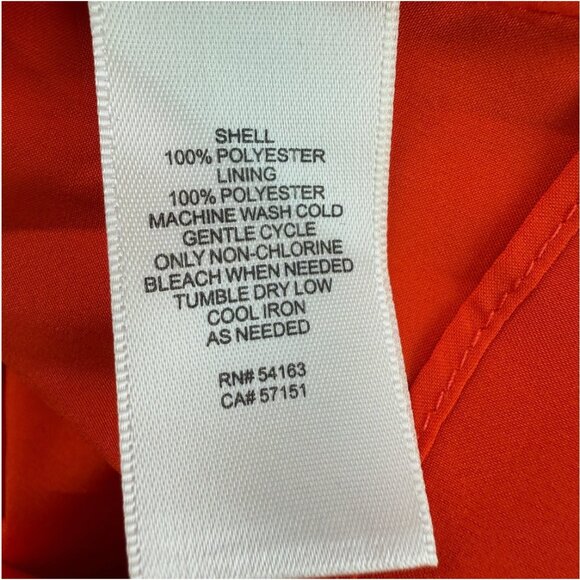 SHELL
100% POLYESTER
LINING
100% POLYESTER
MACHINE WASH COLD
GENTLE CYCLE
ONLY NON-CHLORINE
BLEACH WHEN NEEDED
TUMBLE DRY LOW
COOL IRON
AS NEEDED
RN# 54163
CA# 57151